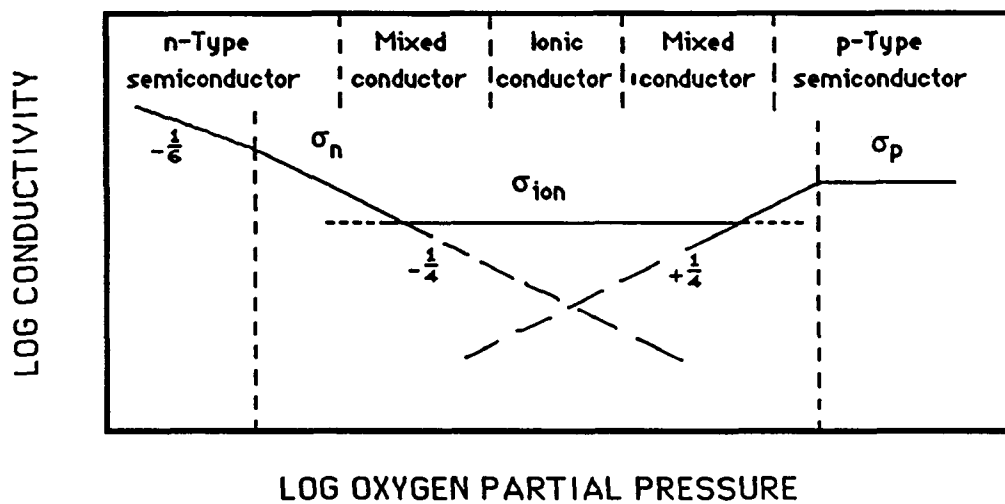 n-Type
semiconductor
Mixed
conductor
Ionic
conductor
Mixed
conductor
p-Type
semiconductor
LOG CONDUCTIVITY
-1/6
σn
σion
σp
-1/4
+1/4
LOG OXYGEN PARTIAL PRESSURE